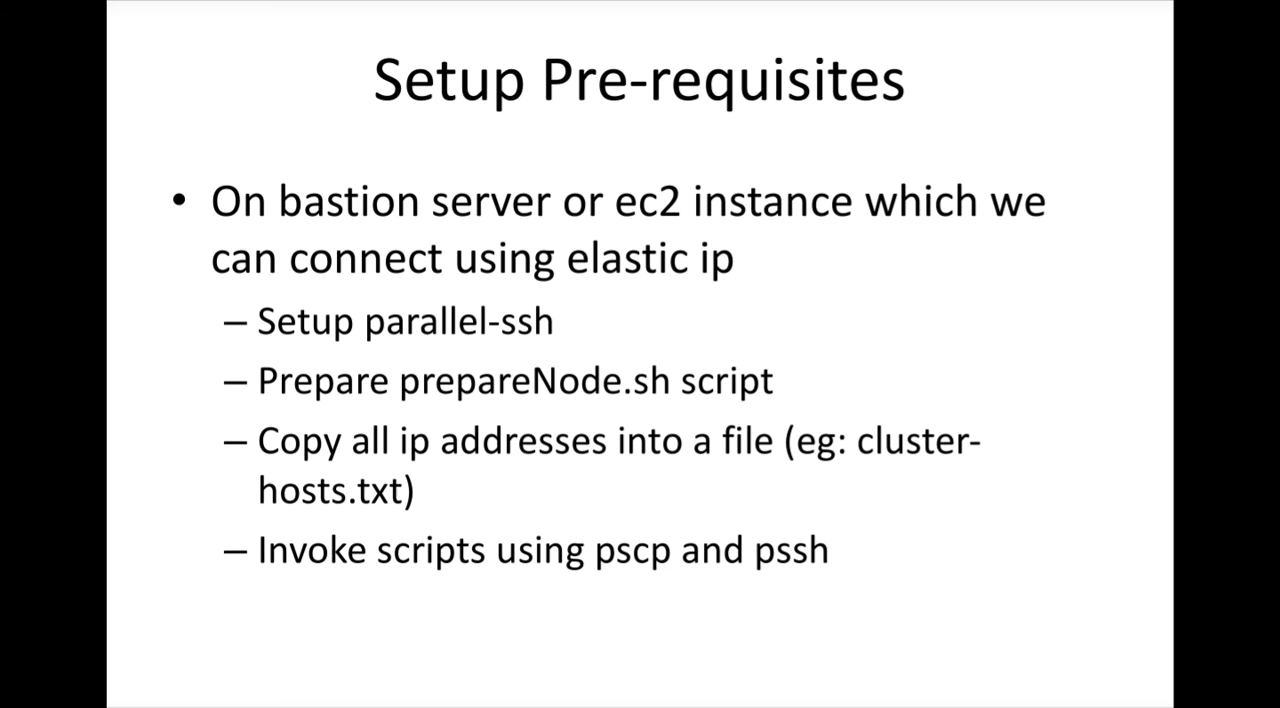 Setup Pre-requisites
• On bastion server or ec2 instance which we
can connect using elastic ip
– Setup parallel-ssh
– Prepare prepareNode.sh script
– Copy all ip addresses into a file (eg: cluster-
hosts.txt)
– Invoke scripts using pscp and pssh